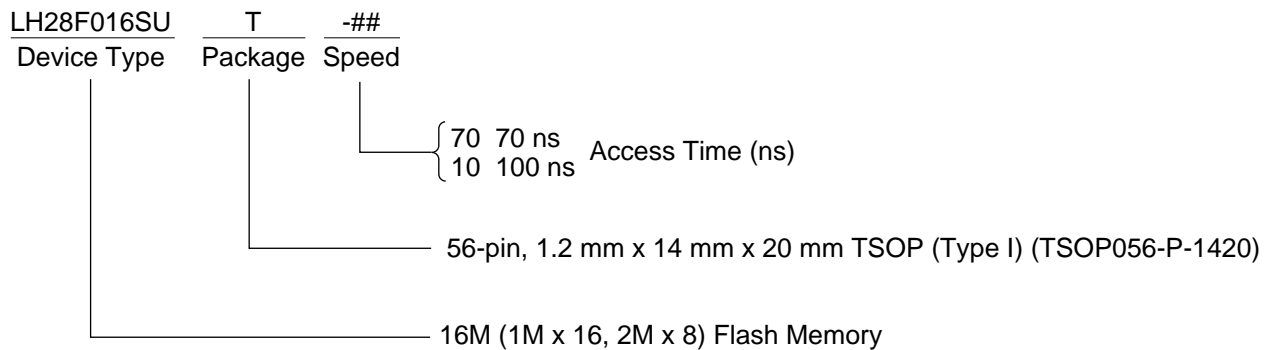 LH28F016SU T -##
Device Type Package Speed
70 70 ns
10 100 ns
Access Time (ns)
56-pin, 1.2 mm x 14 mm x 20 mm TSOP (Type I) (TSOP056-P-1420)
16M (1M x 16, 2M x 8) Flash Memory